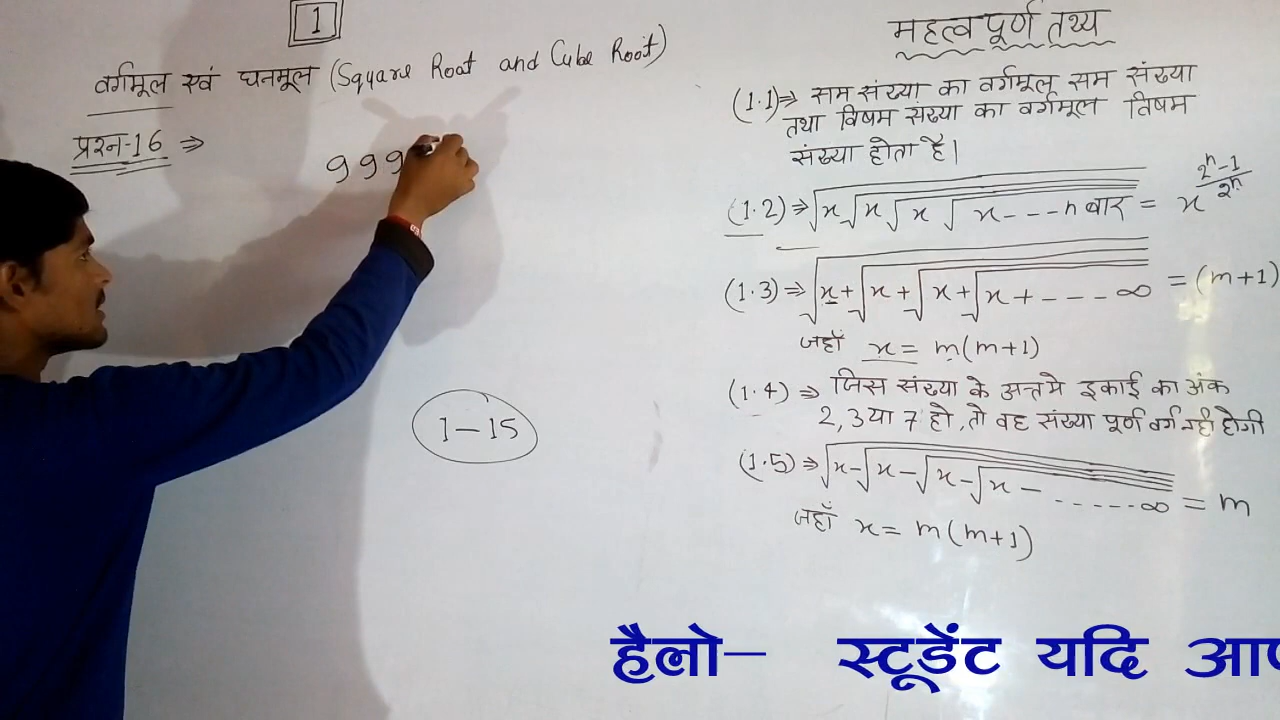 1
वर्गमूल एवं घनमूल (Square Root and Cube Root)
प्रश्न-16 ⇒
999
1-15
महत्वपूर्ण तथ्य
(1.1)⇒ सम संख्या का वर्गमूल सम संख्या
तथा विषम संख्या का वर्गमूल विषम
संख्या होता है।
(1.2)⇒ √x√x√x√x---n बार = x^(2^n-1)/2^n
(1.3)⇒ √x+√x+√x+√x+---∞ = (m+1)
जहाँ x = m(m+1)
(1.4)⇒ जिस संख्या के अन्त मे इकाई का अंक
2, 3 या 7 हो, तो वह संख्या पूर्ण वर्ग नही होगी
(1.5)⇒ √x-√x-√x-√x------∞ = m
जहाँ x = m(m+1)
हैलो- स्टूडेंट यदि